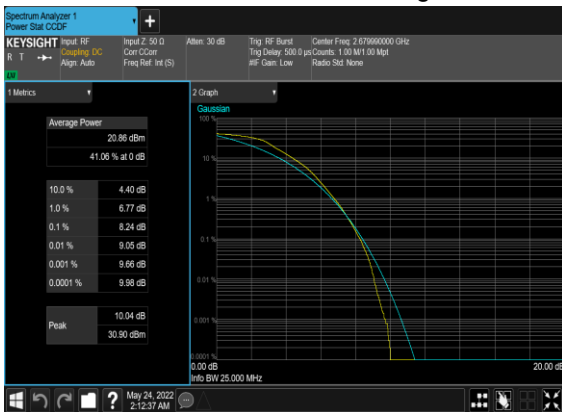 Spectrum Analyzer 1
Power Stat CCDF
+
KEYSIGHT
R T
LV
Input: RF
Coupling: DC
Align: Auto
Input Z: 50 Ω
Corr CCorr
Freq Ref: Int (S)
Atten: 30 dB
Trig: RF Burst
Trig Delay: 500.0 µs
#IF Gain: Low
Center Freq: 2.679990000 GHz
Counts: 1.00 M/1.00 Mpt
Radio Std: None
1 Metrics
Average Power
20.86 dBm
41.06 % at 0 dB
10.0 % 4.40 dB
1.0 % 6.77 dB
0.1 % 8.24 dB
0.01 % 9.05 dB
0.001 % 9.66 dB
0.0001 % 9.98 dB
Peak
10.04 dB
30.90 dBm
2 Graph
Gaussian
100 %
10 %
1 %
0.1 %
0.01 %
0.001 %
0.0001 %
0.00 dB 20.00 dB
Info BW 25.000 MHz
? May 24, 2022
2:12:37 AM